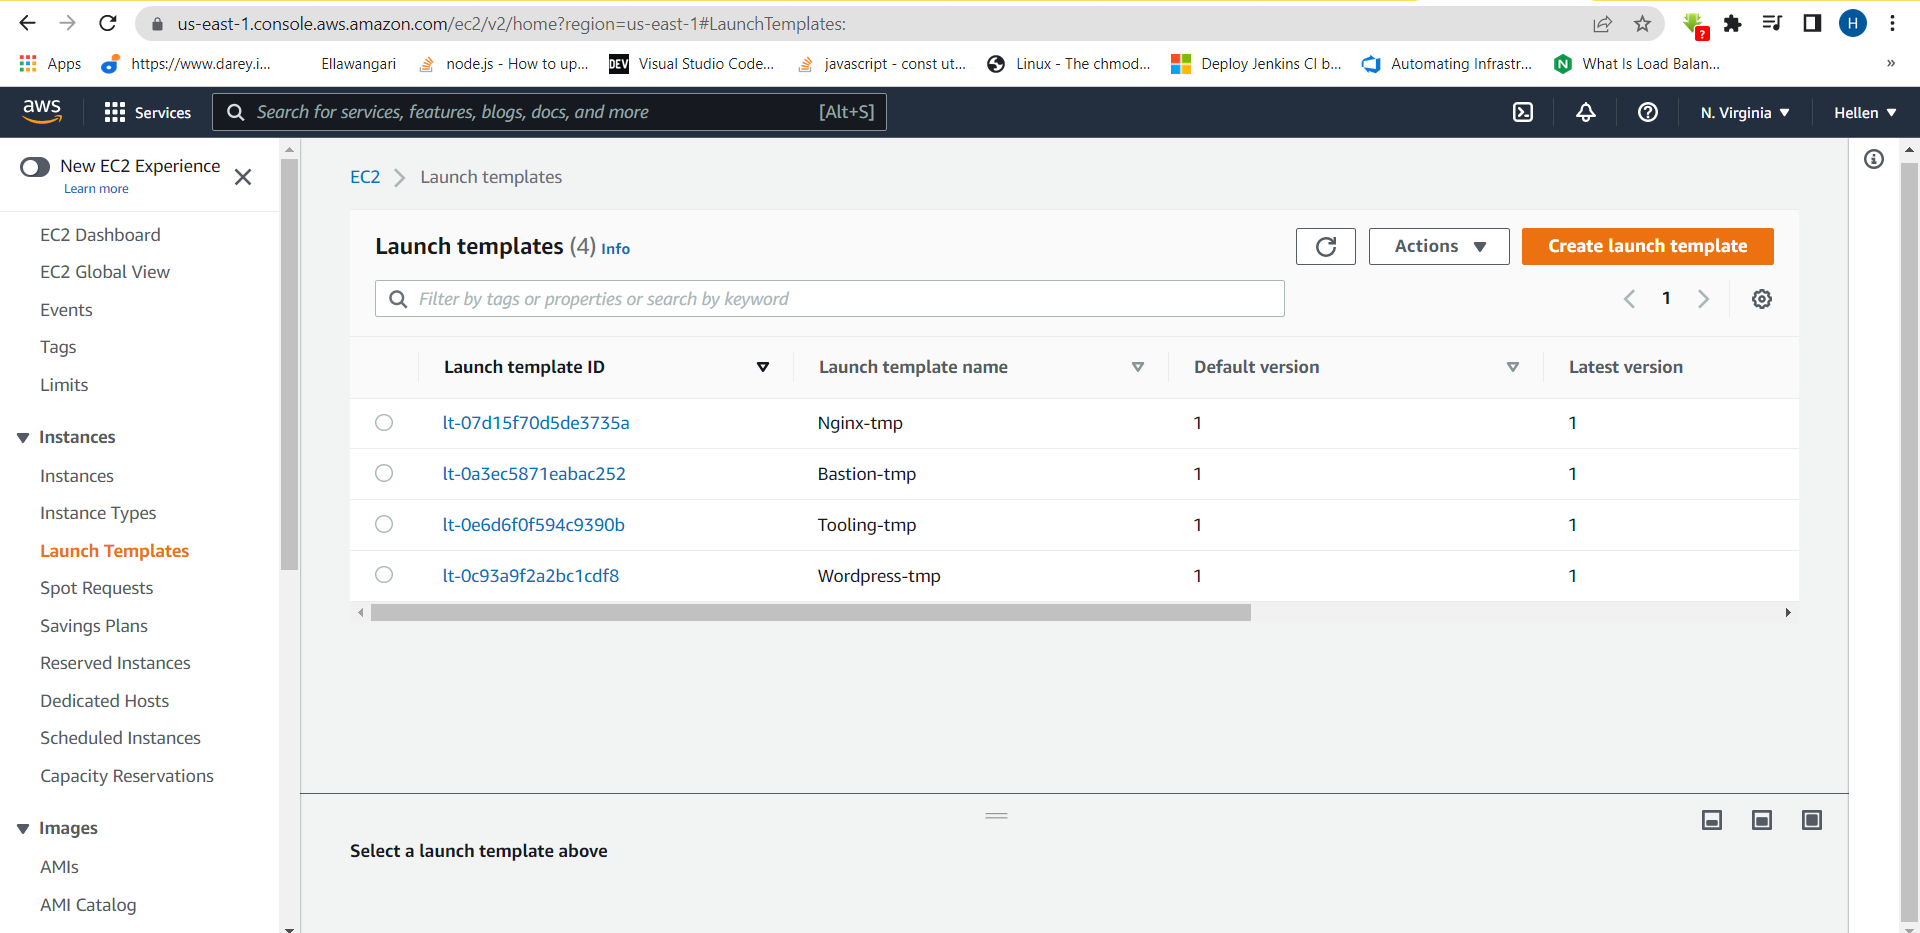 us-east-1.console.aws.amazon.com/ec2/v2/home?region=us-east-1#LaunchTemplates:
?
H
Apps
https://www.darey.i...
Ellawangari
node.js - How to up...
DEV
Visual Studio Code...
javascript - const ut...
Linux - The chmod...
Deploy Jenkins CI b...
Automating Infrastr...
N
What Is Load Balan...
»
aws
Services
Search for services, features, blogs, docs, and more
[Alt+S]
N. Virginia
Hellen
New EC2 Experience
Learn more
EC2 Dashboard
EC2 Global View
Events
Tags
Limits
Instances
Instances
Instance Types
Launch Templates
Spot Requests
Savings Plans
Reserved Instances
Dedicated Hosts
Scheduled Instances
Capacity Reservations
Images
AMIs
AMI Catalog
EC2 > Launch templates
Launch templates (4) Info
Actions
Create launch template
Filter by tags or properties or search by keyword
1
Launch template ID Launch template name Default version Latest version
lt-07d15f70d5de3735a Nginx-tmp 1 1
lt-0a3ec5871eabac252 Bastion-tmp 1 1
lt-0e6d6f0f594c9390b Tooling-tmp 1 1
lt-0c93a9f2a2bc1cdf8 Wordpress-tmp 1 1
Select a launch template above